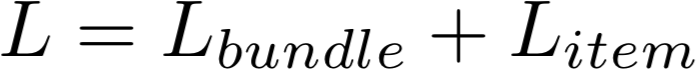 L = L_{bundle} + L_{item}